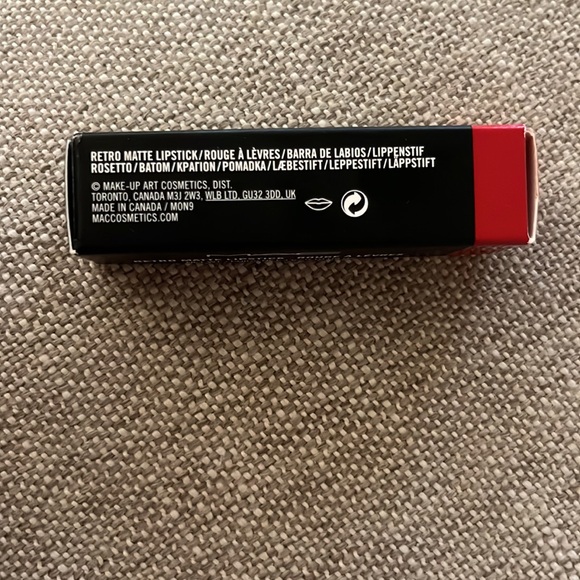 RETRO MATTE LIPSTICK/ROUGE À LÈVRES/BARRA DE LABIOS/LIPPENSTIF
ROSETTO/BATOM/ΚΡΑΓΙΟΝ/POMADKA/LÆBESTIFT/LEPPESTIFT/LÄPPSTIFT
© MAKE-UP ART COSMETICS, DIST.
TORONTO, CANADA M3J 2W3, WLB LTD, GU32 3DD, UK
MADE IN CANADA / MON9
MACCOSMETICS.COM